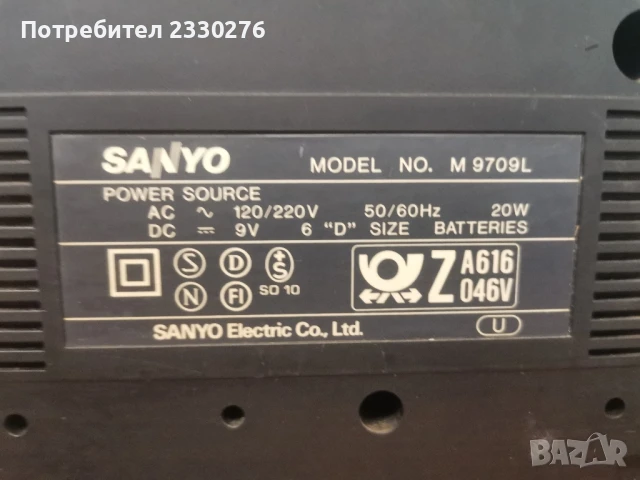 Потребител 2330276
SANYO MODEL NO. M 9709L
POWER SOURCE
AC ~ 120/220V 50/60Hz 20W
DC ⎓ 9V 6 "D" SIZE BATTERIES
S D +S
N FI SO 10
Z A616
046V
SANYO Electric Co., Ltd. U
BAZAR